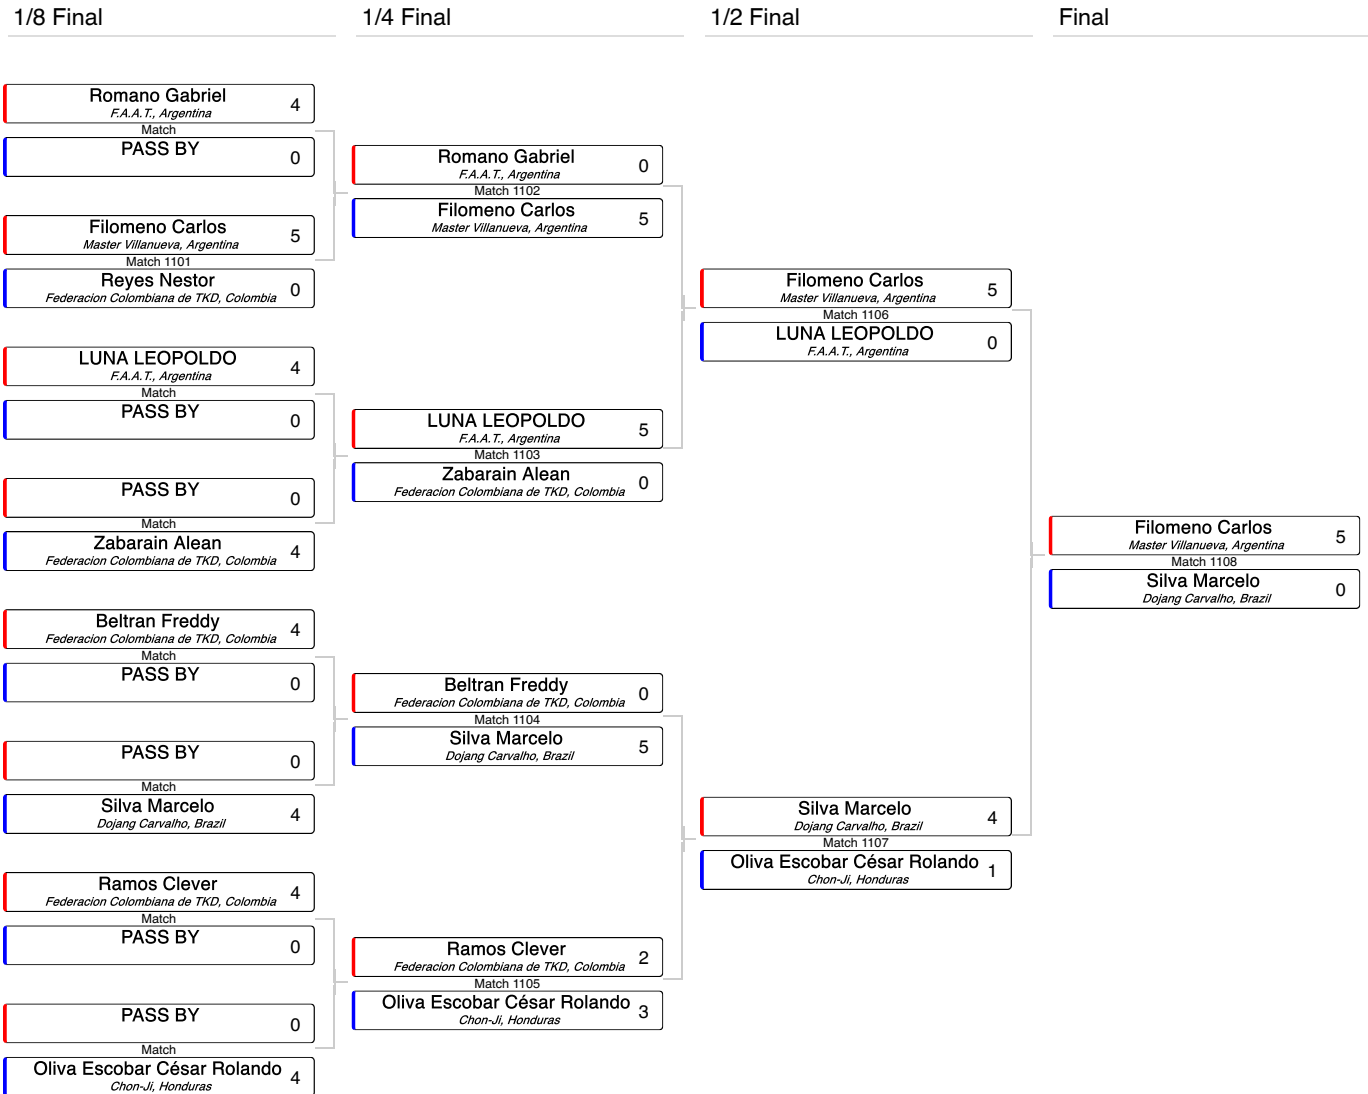 1/8 Final
1/4 Final
1/2 Final
Final
Romano Gabriel 4
F.A.A.T., Argentina
Match
PASS BY 0
Filomeno Carlos 5
Master Villanueva, Argentina
Match 1101
Reyes Nestor 0
Federacion Colombiana de TKD, Colombia
LUNA LEOPOLDO 4
F.A.A.T., Argentina
Match
PASS BY 0
PASS BY 0
Match
Zabarain Alean 4
Federacion Colombiana de TKD, Colombia
Beltran Freddy 4
Federacion Colombiana de TKD, Colombia
Match
PASS BY 0
PASS BY 0
Match
Silva Marcelo 4
Dojang Carvalho, Brazil
Ramos Clever 4
Federacion Colombiana de TKD, Colombia
Match
PASS BY 0
PASS BY 0
Match
Oliva Escobar César Rolando 4
Chon-Ji, Honduras
Romano Gabriel 0
F.A.A.T., Argentina
Match 1102
Filomeno Carlos 5
Master Villanueva, Argentina
LUNA LEOPOLDO 5
F.A.A.T., Argentina
Match 1103
Zabarain Alean 0
Federacion Colombiana de TKD, Colombia
Beltran Freddy 0
Federacion Colombiana de TKD, Colombia
Match 1104
Silva Marcelo 5
Dojang Carvalho, Brazil
Ramos Clever 2
Federacion Colombiana de TKD, Colombia
Match 1105
Oliva Escobar César Rolando 3
Chon-Ji, Honduras
Filomeno Carlos 5
Master Villanueva, Argentina
Match 1106
LUNA LEOPOLDO 0
F.A.A.T., Argentina
Silva Marcelo 4
Dojang Carvalho, Brazil
Match 1107
Oliva Escobar César Rolando 1
Chon-Ji, Honduras
Filomeno Carlos 5
Master Villanueva, Argentina
Match 1108
Silva Marcelo 0
Dojang Carvalho, Brazil